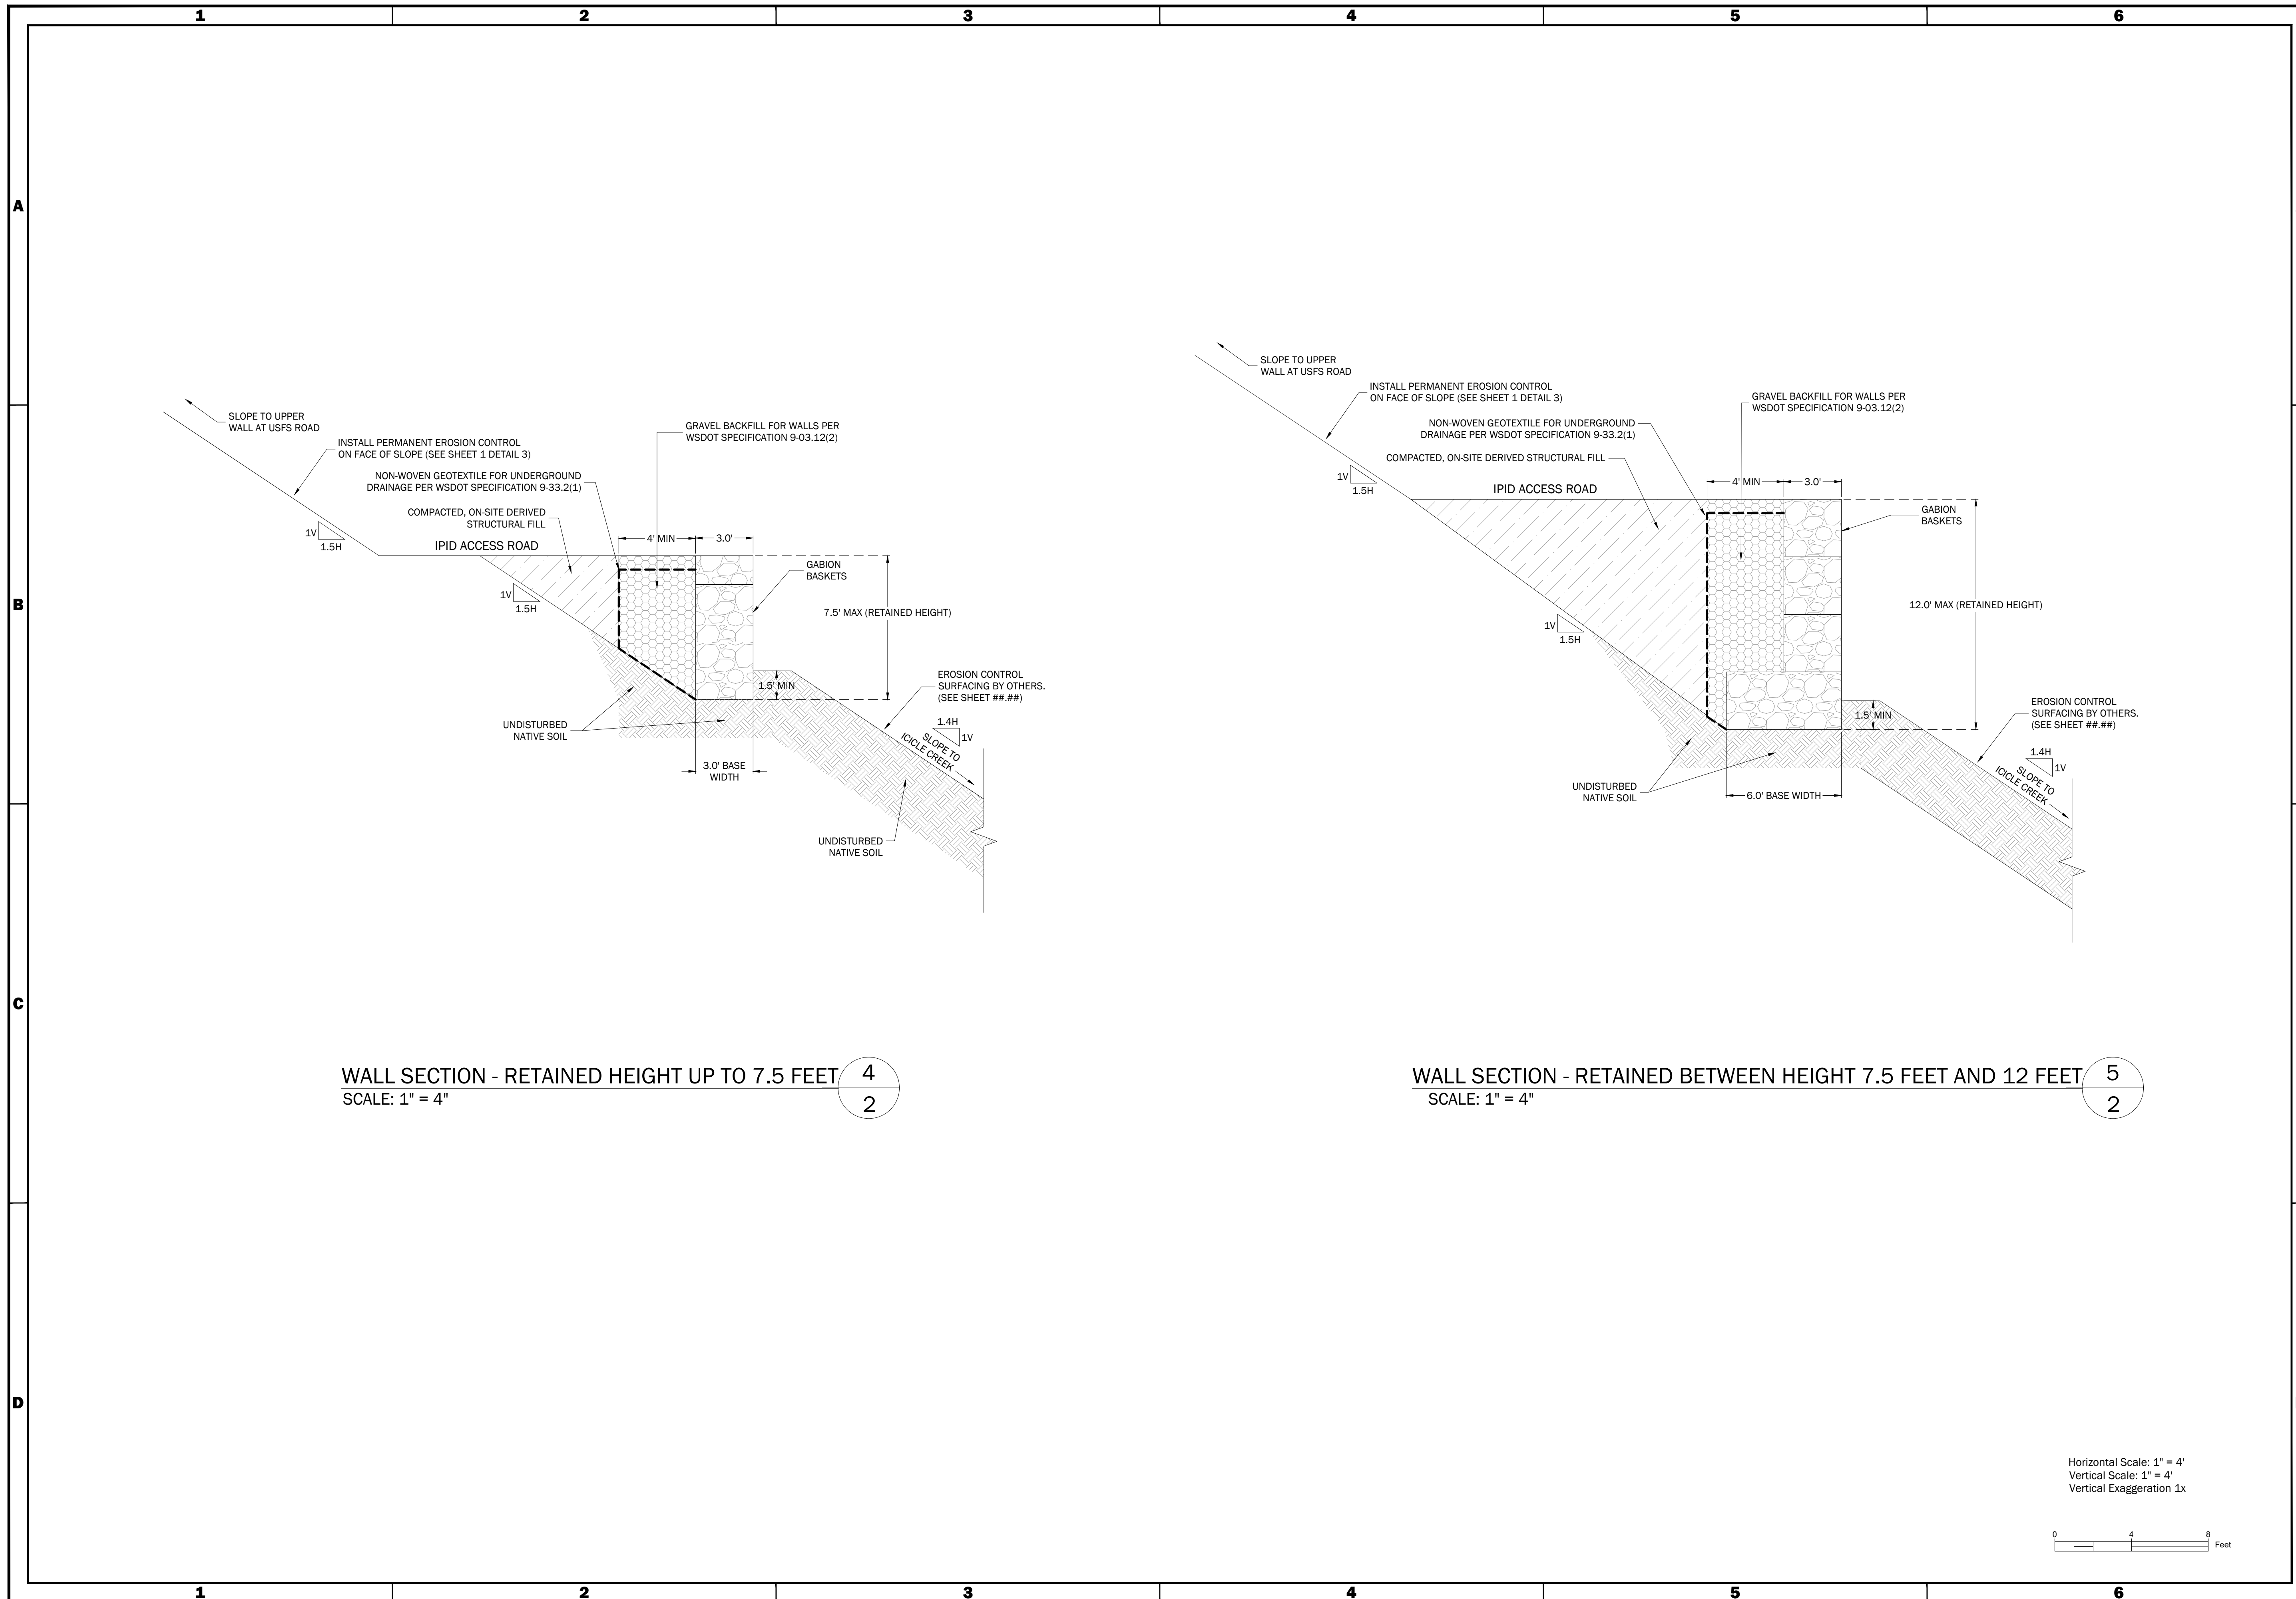 1 2 3 4 5 6
A
B
C
D
SLOPE TO UPPER
WALL AT USFS ROAD
INSTALL PERMANENT EROSION CONTROL
ON FACE OF SLOPE (SEE SHEET 1 DETAIL 3)
GRAVEL BACKFILL FOR WALLS PER
WSDOT SPECIFICATION 9-03.12(2)
NON-WOVEN GEOTEXTILE FOR UNDERGROUND
DRAINAGE PER WSDOT SPECIFICATION 9-33.2(1)
COMPACTED, ON-SITE DERIVED
STRUCTURAL FILL
1V
1.5H
IPID ACCESS ROAD
4' MIN
3.0'
GABION
BASKETS
1V
1.5H
7.5' MAX (RETAINED HEIGHT)
1.5' MIN
EROSION CONTROL
SURFACING BY OTHERS.
(SEE SHEET ##.##)
UNDISTURBED
NATIVE SOIL
1.4H
1V
SLOPE TO
ICICLE CREEK
3.0' BASE
WIDTH
UNDISTURBED
NATIVE SOIL
WALL SECTION - RETAINED HEIGHT UP TO 7.5 FEET
SCALE: 1" = 4"
4
2
SLOPE TO UPPER
WALL AT USFS ROAD
INSTALL PERMANENT EROSION CONTROL
ON FACE OF SLOPE (SEE SHEET 1 DETAIL 3)
GRAVEL BACKFILL FOR WALLS PER
WSDOT SPECIFICATION 9-03.12(2)
NON-WOVEN GEOTEXTILE FOR UNDERGROUND
DRAINAGE PER WSDOT SPECIFICATION 9-33.2(1)
COMPACTED, ON-SITE DERIVED STRUCTURAL FILL
1V
1.5H
IPID ACCESS ROAD
4' MIN
3.0'
GABION
BASKETS
12.0' MAX (RETAINED HEIGHT)
1V
1.5H
1.5' MIN
EROSION CONTROL
SURFACING BY OTHERS.
(SEE SHEET ##.##)
1.4H
1V
SLOPE TO
ICICLE CREEK
UNDISTURBED
NATIVE SOIL
6.0' BASE WIDTH
WALL SECTION - RETAINED BETWEEN HEIGHT 7.5 FEET AND 12 FEET
SCALE: 1" = 4"
5
2
Horizontal Scale: 1" = 4'
Vertical Scale: 1" = 4'
Vertical Exaggeration 1x
0 4 8
Feet
1 2 3 4 5 6